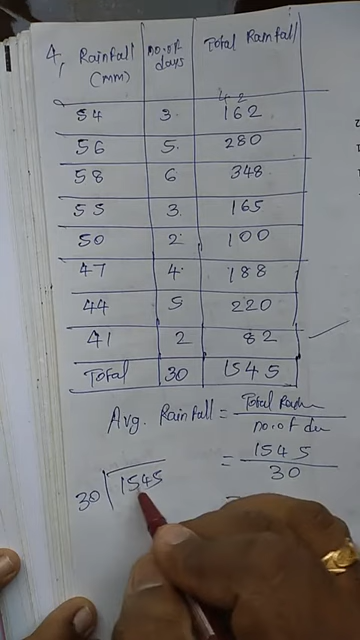 4, Rainfall (mm) no. of days Total Rainfall
54 3 162
56 5 280
58 6 348
55 3 165
50 2 100
47 4 188
44 5 220
41 2 82
Total 30 1545
Avg. Rainfall = Total
no. of
= 1545
30
30 1545